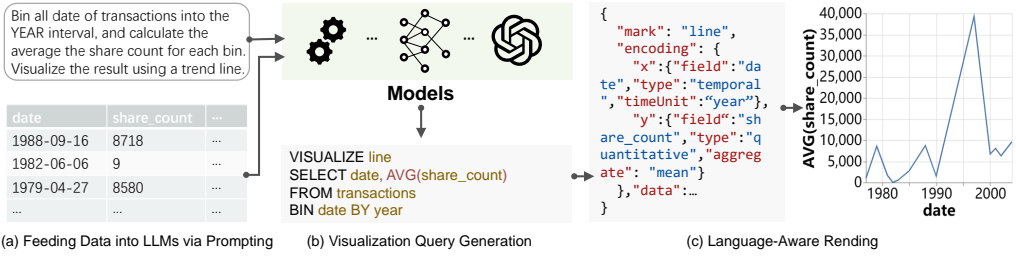 Bin all date of transactions into the
YEAR interval, and calculate the
average the share count for each bin.
Visualize the result using a trend line.
date share_count ...
1988-09-16 8718 ...
1982-06-06 9 ...
1979-04-27 8580 ...
... ... ...
(a) Feeding Data into LLMs via Prompting
... ...
Models
VISUALIZE line
SELECT date, AVG(share_count)
FROM transactions
BIN date BY year
(b) Visualization Query Generation
{
"mark": "line",
"encoding": {
"x":{"field":"da
te","type":"temporal
","timeUnit":“year”},
"y":{"field“:"sh
are_count","type":"q
uantitative","aggreg
ate": "mean"}
},"data":…
}
AVG(share_count)
40,000
35,000
30,000
25,000
20,000
15,000
10,000
5,000
0
1980 1990 2000
date
(c) Language-Aware Rending